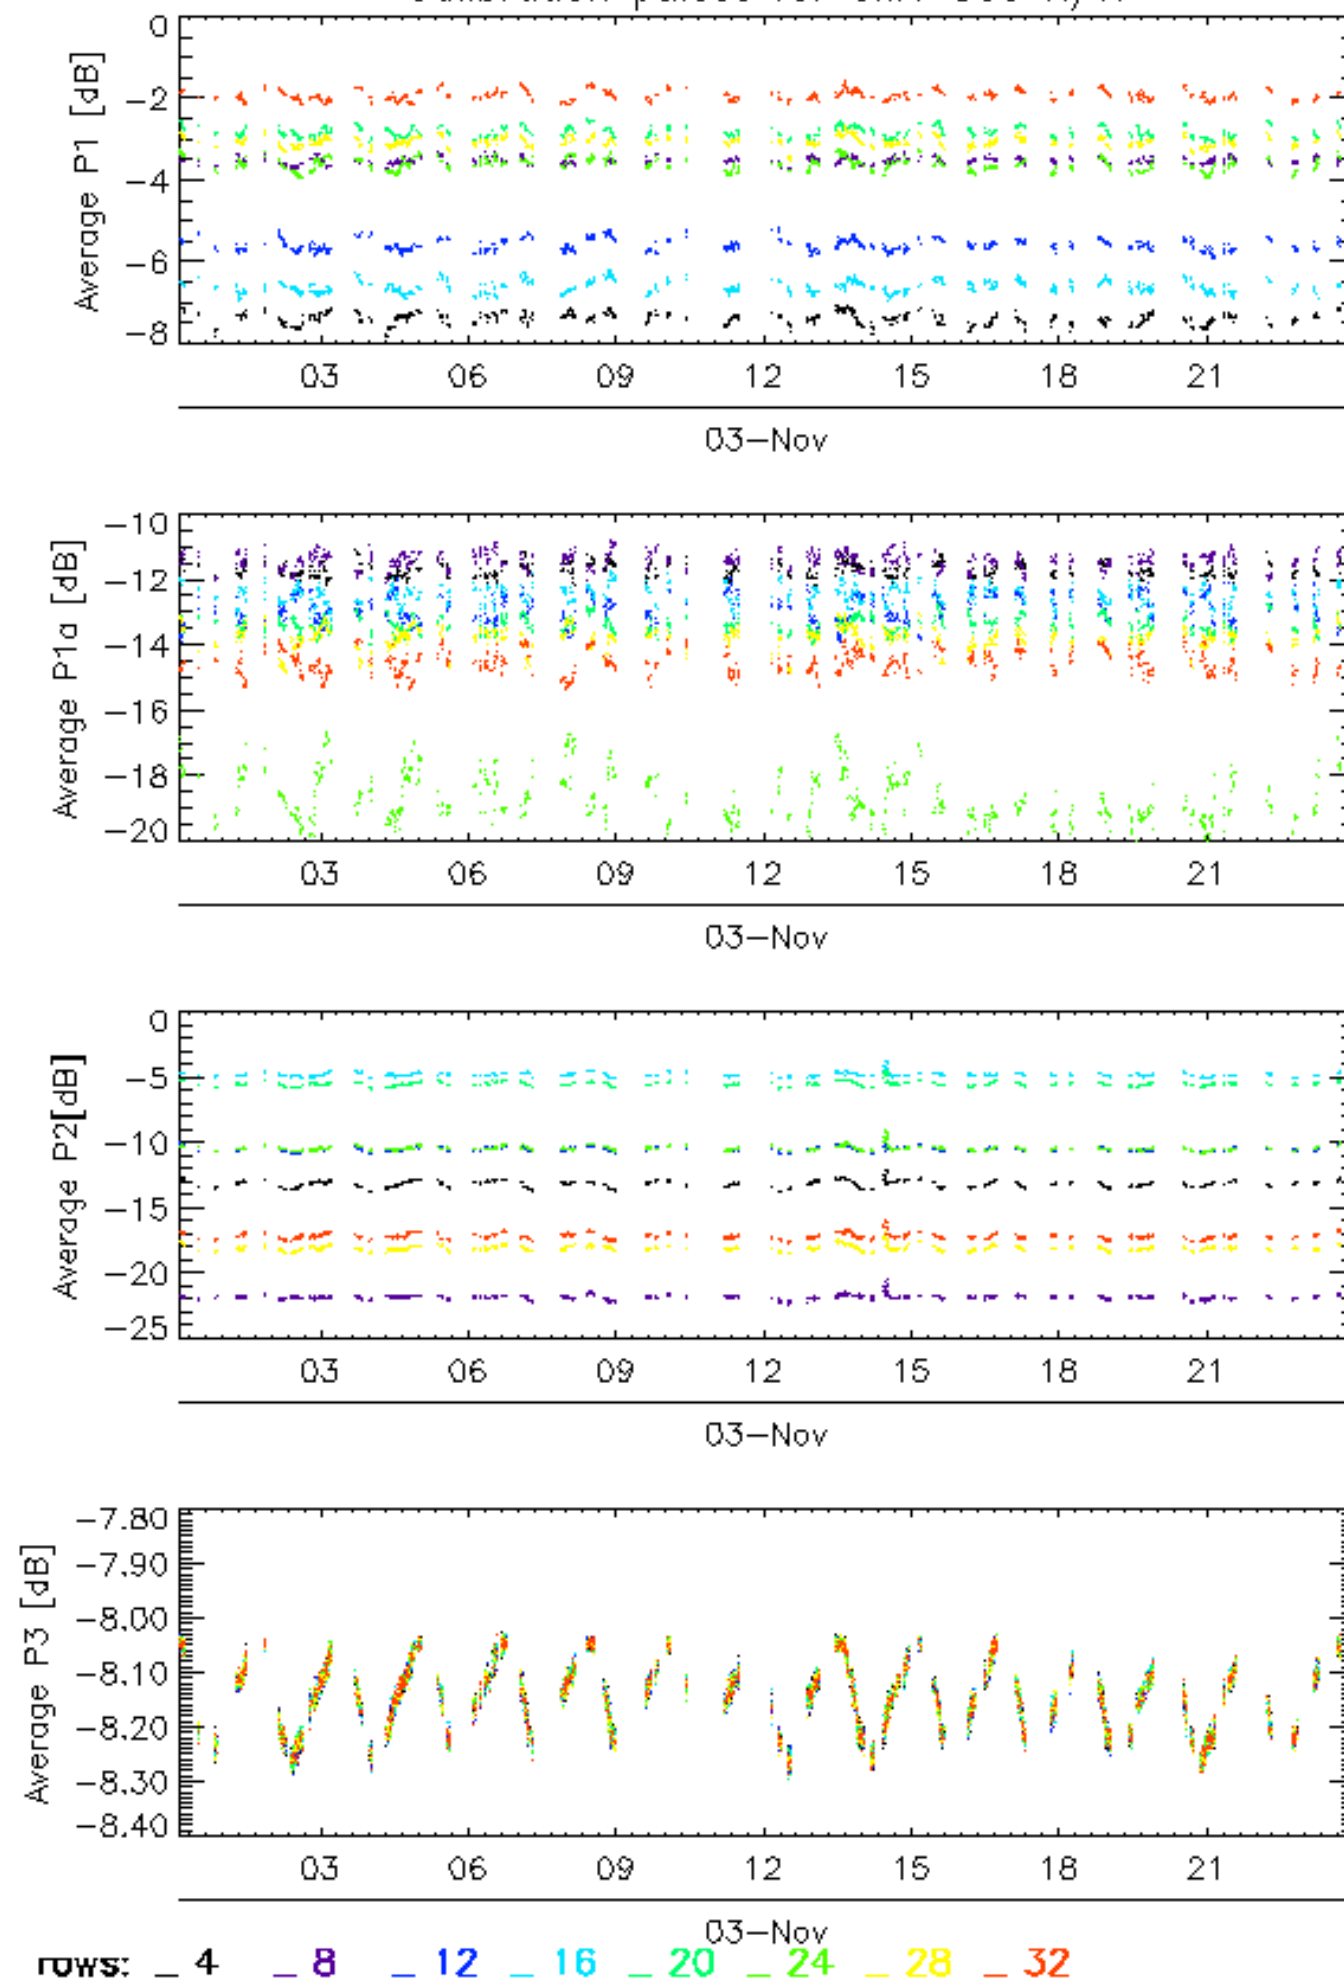 0
−2
−4
−6
−8
Average P1 [dB]
03 06 09 12 15 18 21
03−Nov
−10
−12
−14
−16
−18
−20
Average P1a [dB]
03 06 09 12 15 18 21
03−Nov
0
−5
−10
−15
−20
−25
Average P2[dB]
03 06 09 12 15 18 21
03−Nov
−7.80
−7.90
−8.00
−8.10
−8.20
−8.30
−8.40
Average P3 [dB]
03 06 09 12 15 18 21
03−Nov
rows: _ 4 _ 8 _ 12 _ 16 _ 20 _ 24 _ 28 _ 32